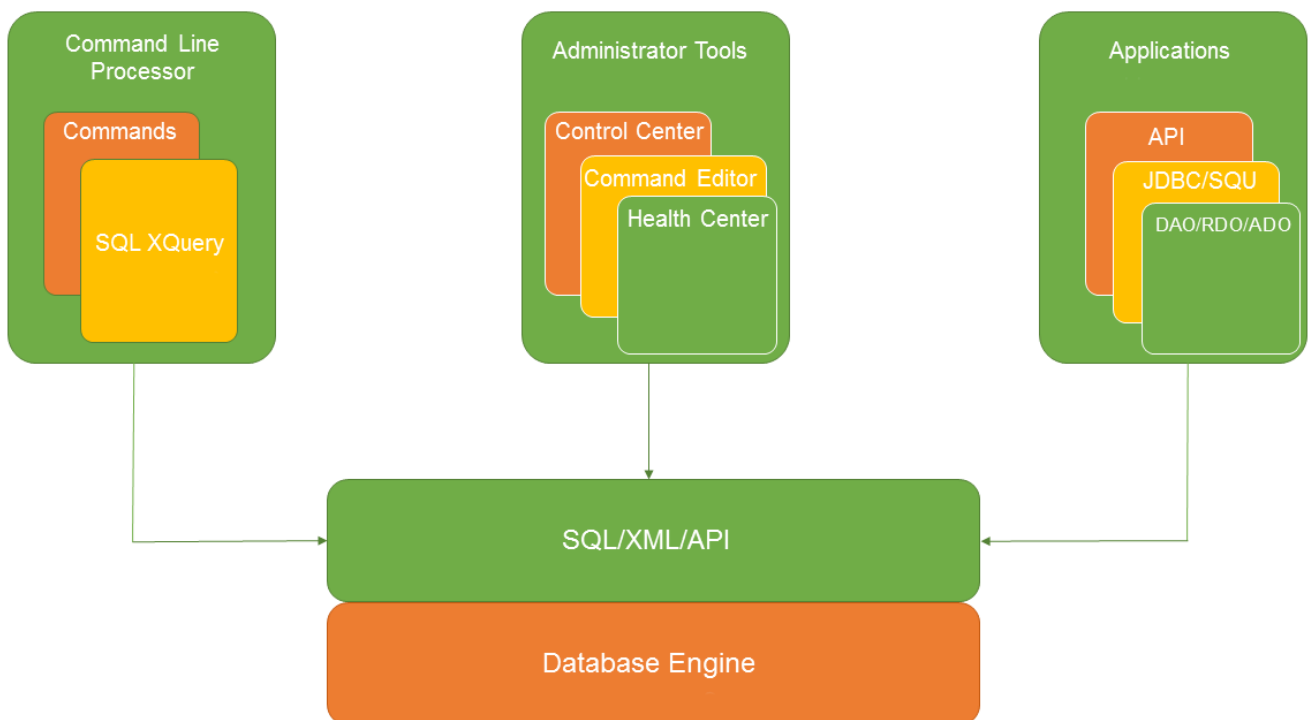 Command Line
Processor
Commands
SQL XQuery
Administrator Tools
Control Center
Command Editor
Health Center
Applications
API
JDBC/SQU
DAO/RDO/ADO
SQL/XML/API
Database Engine